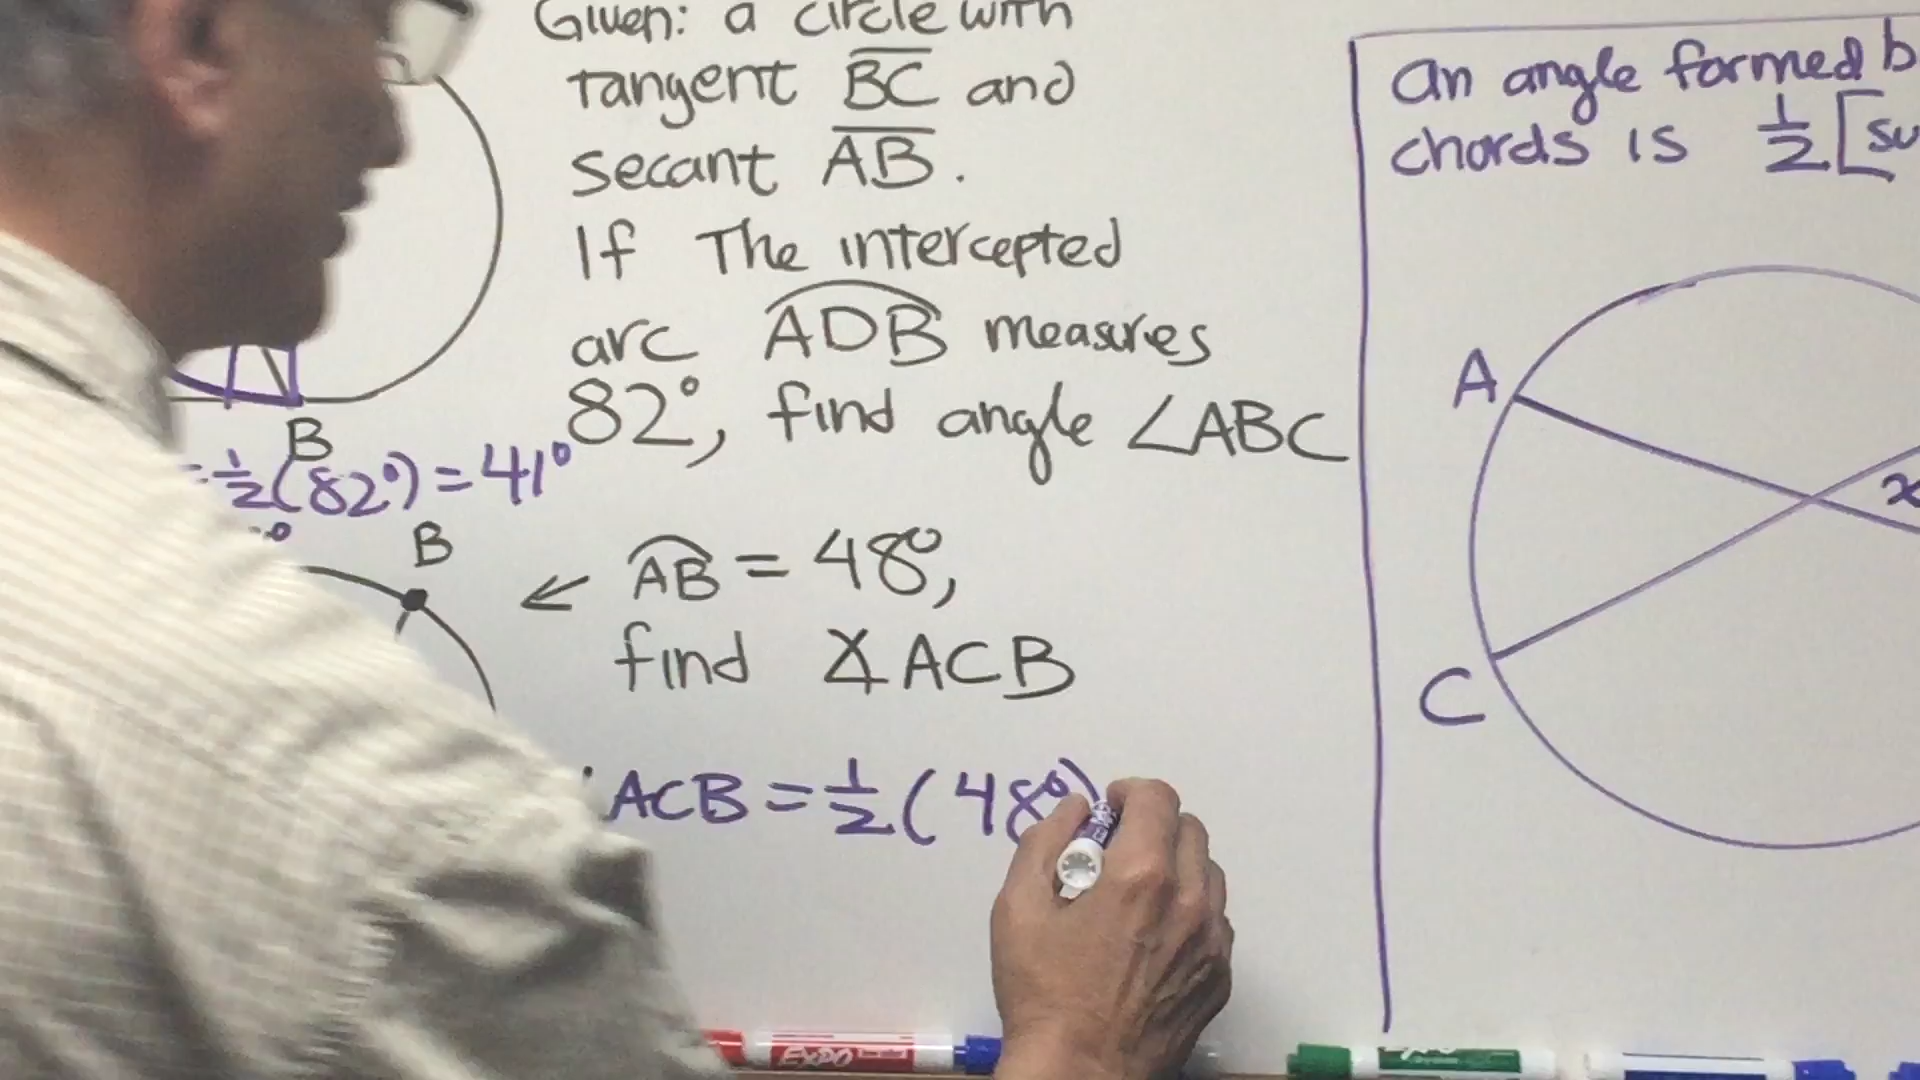 Given: a circle with
tangent BC and
secant AB.
If The intercepted
arc ADB measures
82°, find angle ∠ABC
B
= 1/2 (82°) = 41°
B
← AB = 48°,
find ∡ACB
ACB = 1/2 (48°)
An angle formed b
chords is 1/2 [su
A
x
C
EXPO